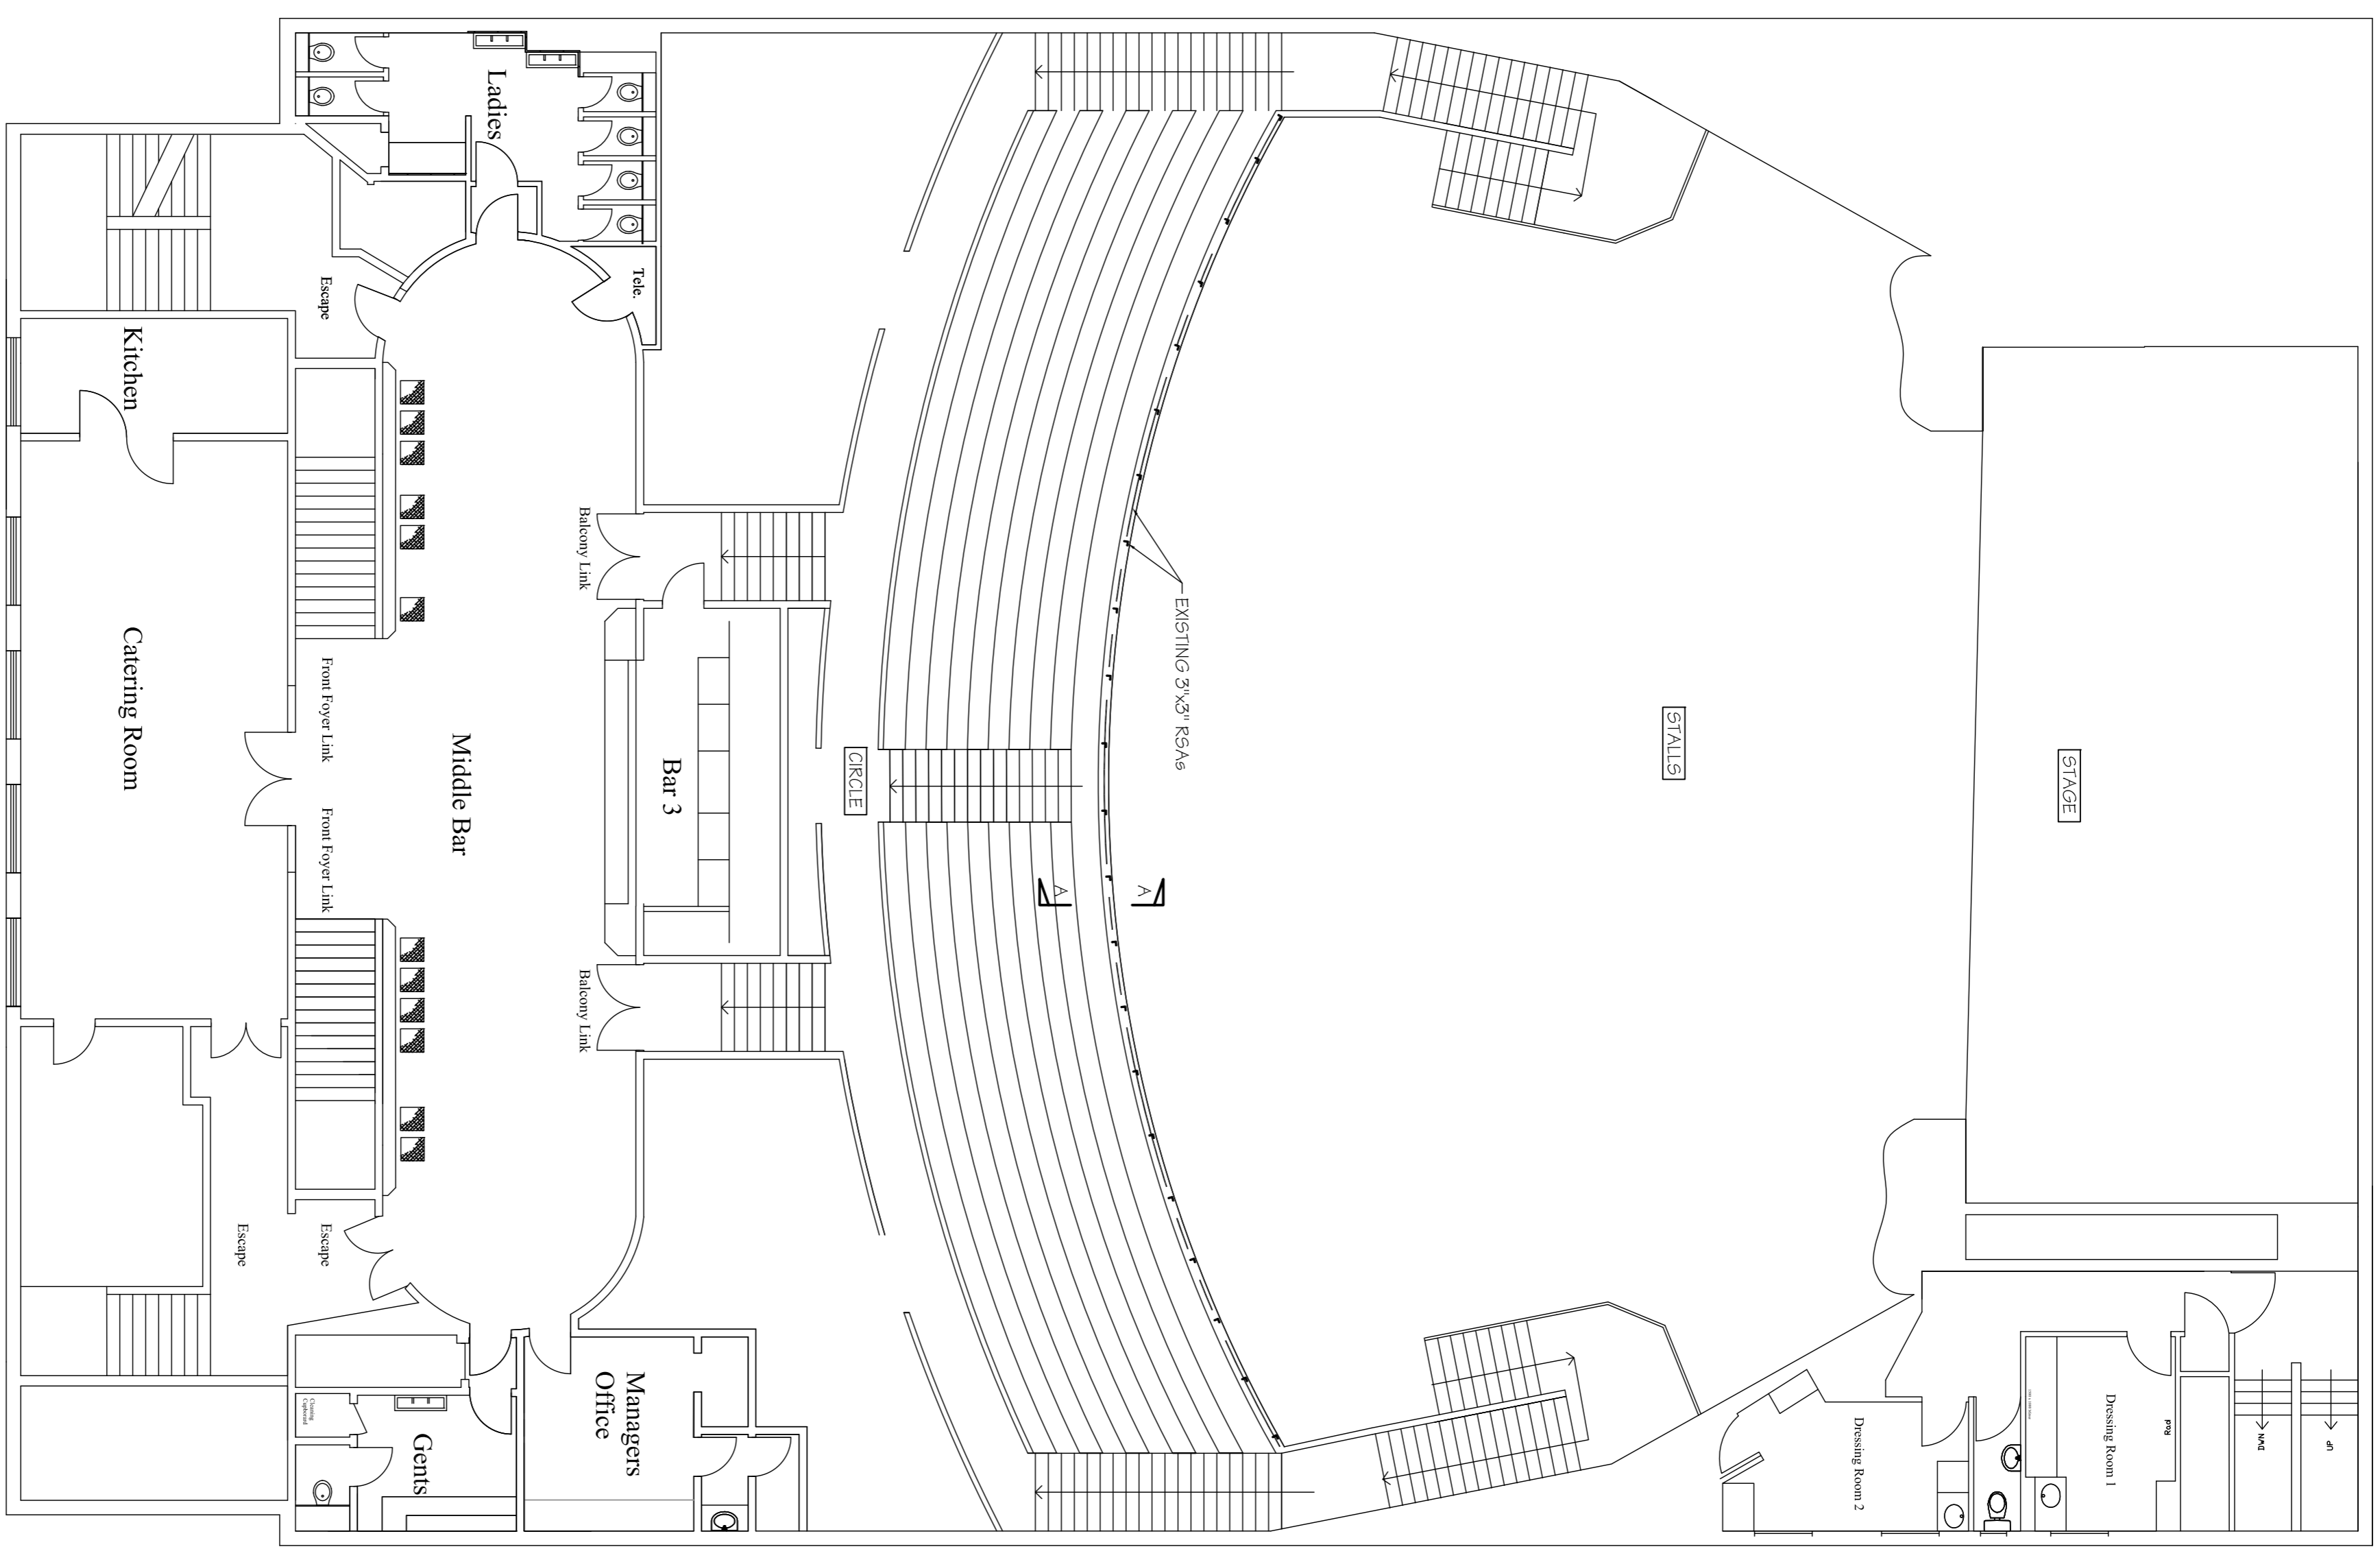 UP
DWN
Rad
Dressing Room 1
STAGE
Dressing Room 2
STALLS
EXISTING 3"x3" RSAs
A
A
CIRCLE
Bar 3
Tele.
Managers
Office
Balcony Link
Balcony Link
Ladies
Middle Bar
Gents
Escape
Front Foyer Link
Front Foyer Link
Escape
Cleaning
Escape
Kitchen
Catering Room